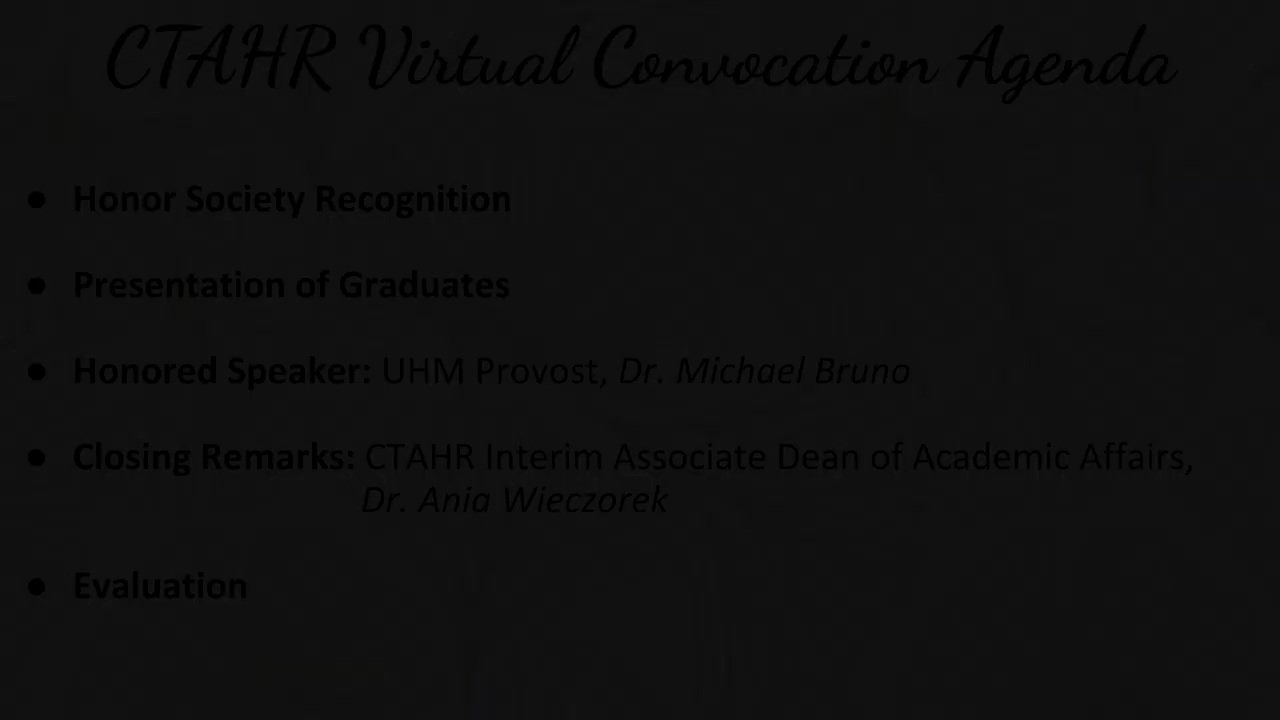 CTAHR Virtual Convocation Agenda
● Honor Society Recognition
● Presentation of Graduates
● Honored Speaker: UHM Provost, Dr. Michael Bruno
● Closing Remarks: CTAHR Interim Associate Dean of Academic Affairs,
Dr. Ania Wieczorek
● Evaluation